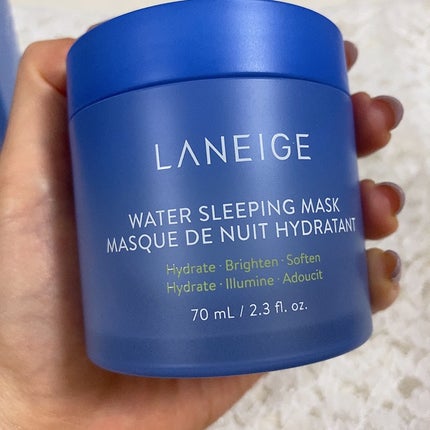 LANEIGE
WATER SLEEPING MASK
MASQUE DE NUIT HYDRATANT
Hydrate · Brighten · Soften
Hydrate · Illumine · Adoucit
70 mL / 2.3 fl. oz.